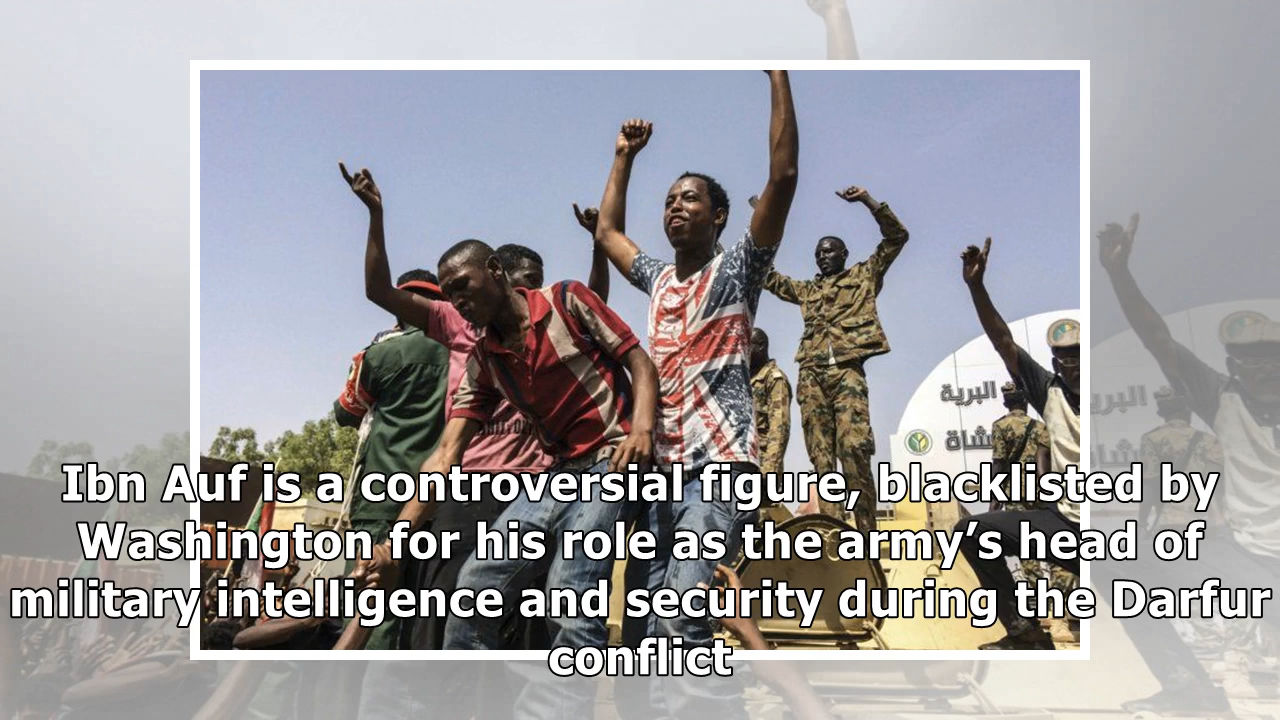 البرية
شاة
Ibn Auf is a controversial figure, blacklisted by
Washington for his role as the army’s head of
military intelligence and security during the Darfur
conflict